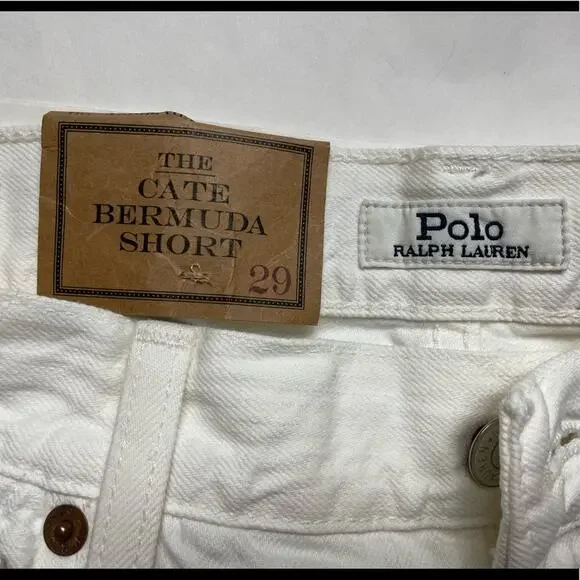 THE
CATE
BERMUDA
SHORT
29
Polo
RALPH LAUREN